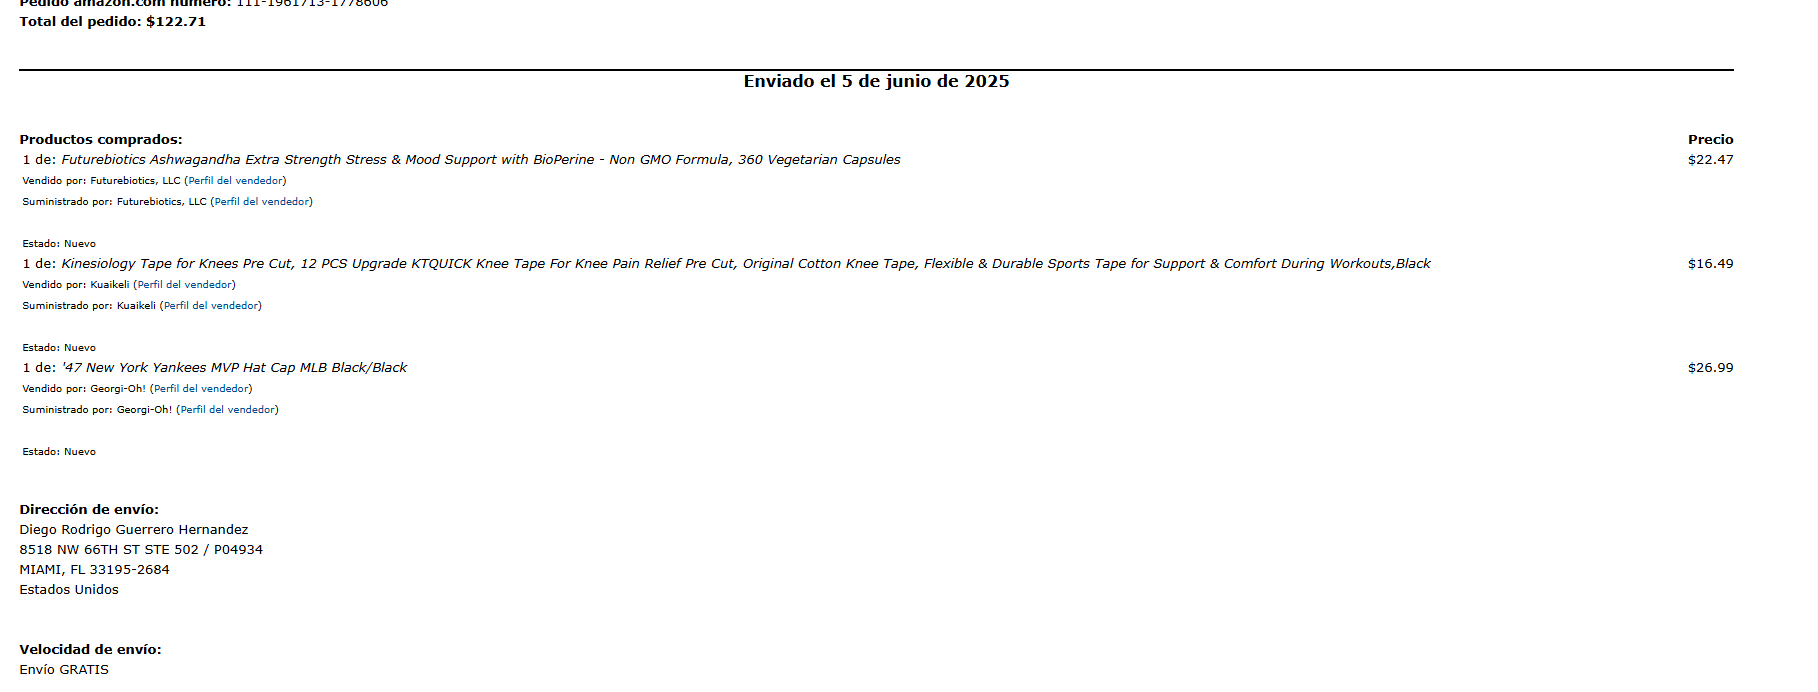 Pedido amazon.com número: 111-1961713-1778606
Total del pedido: $122.71
Enviado el 5 de junio de 2025
Productos comprados: Precio
1 de: Futurebiotics Ashwagandha Extra Strength Stress & Mood Support with BioPerine - Non GMO Formula, 360 Vegetarian Capsules $22.47
Vendido por: Futurebiotics, LLC (Perfil del vendedor)
Suministrado por: Futurebiotics, LLC (Perfil del vendedor)
Estado: Nuevo
1 de: Kinesiology Tape for Knees Pre Cut, 12 PCS Upgrade KTQUICK Knee Tape For Knee Pain Relief Pre Cut, Original Cotton Knee Tape, Flexible & Durable Sports Tape for Support & Comfort During Workouts,Black $16.49
Vendido por: Kuaikeli (Perfil del vendedor)
Suministrado por: Kuaikeli (Perfil del vendedor)
Estado: Nuevo
1 de: '47 New York Yankees MVP Hat Cap MLB Black/Black $26.99
Vendido por: Georgi-Oh! (Perfil del vendedor)
Suministrado por: Georgi-Oh! (Perfil del vendedor)
Estado: Nuevo
Dirección de envío:
Diego Rodrigo Guerrero Hernandez
8518 NW 66TH ST STE 502 / P04934
MIAMI, FL 33195-2684
Estados Unidos
Velocidad de envío:
Envío GRATIS